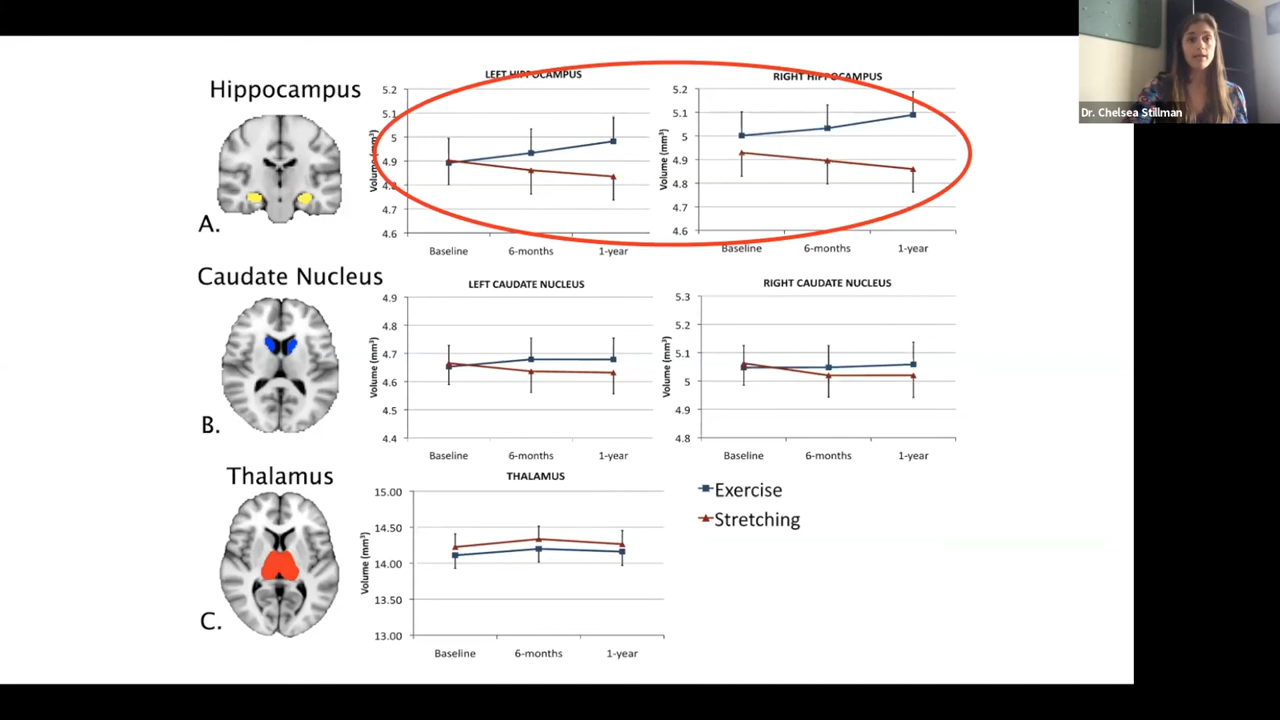 Dr. Chelsea Stillman
Hippocampus
A.
LEFT HIPPOCAMPUS
Volume (mm³)
5.2
5.1
5
4.9
4.8
4.7
4.6
Baseline
6-months
1-year
RIGHT HIPPOCAMPUS
Volume (mm³)
5.2
5.1
5
4.9
4.8
4.7
4.6
Baseline
6-months
1-year
Caudate Nucleus
B.
LEFT CAUDATE NUCLEUS
Volume (mm³)
4.9
4.8
4.7
4.6
4.5
4.4
Baseline
6-months
1-year
RIGHT CAUDATE NUCLEUS
Volume (mm³)
5.3
5.2
5.1
5
4.9
4.8
Baseline
6-months
1-year
Thalamus
C.
THALAMUS
Volume (mm³)
15.00
14.50
14.00
13.50
13.00
Baseline
6-months
1-year
Exercise
Stretching